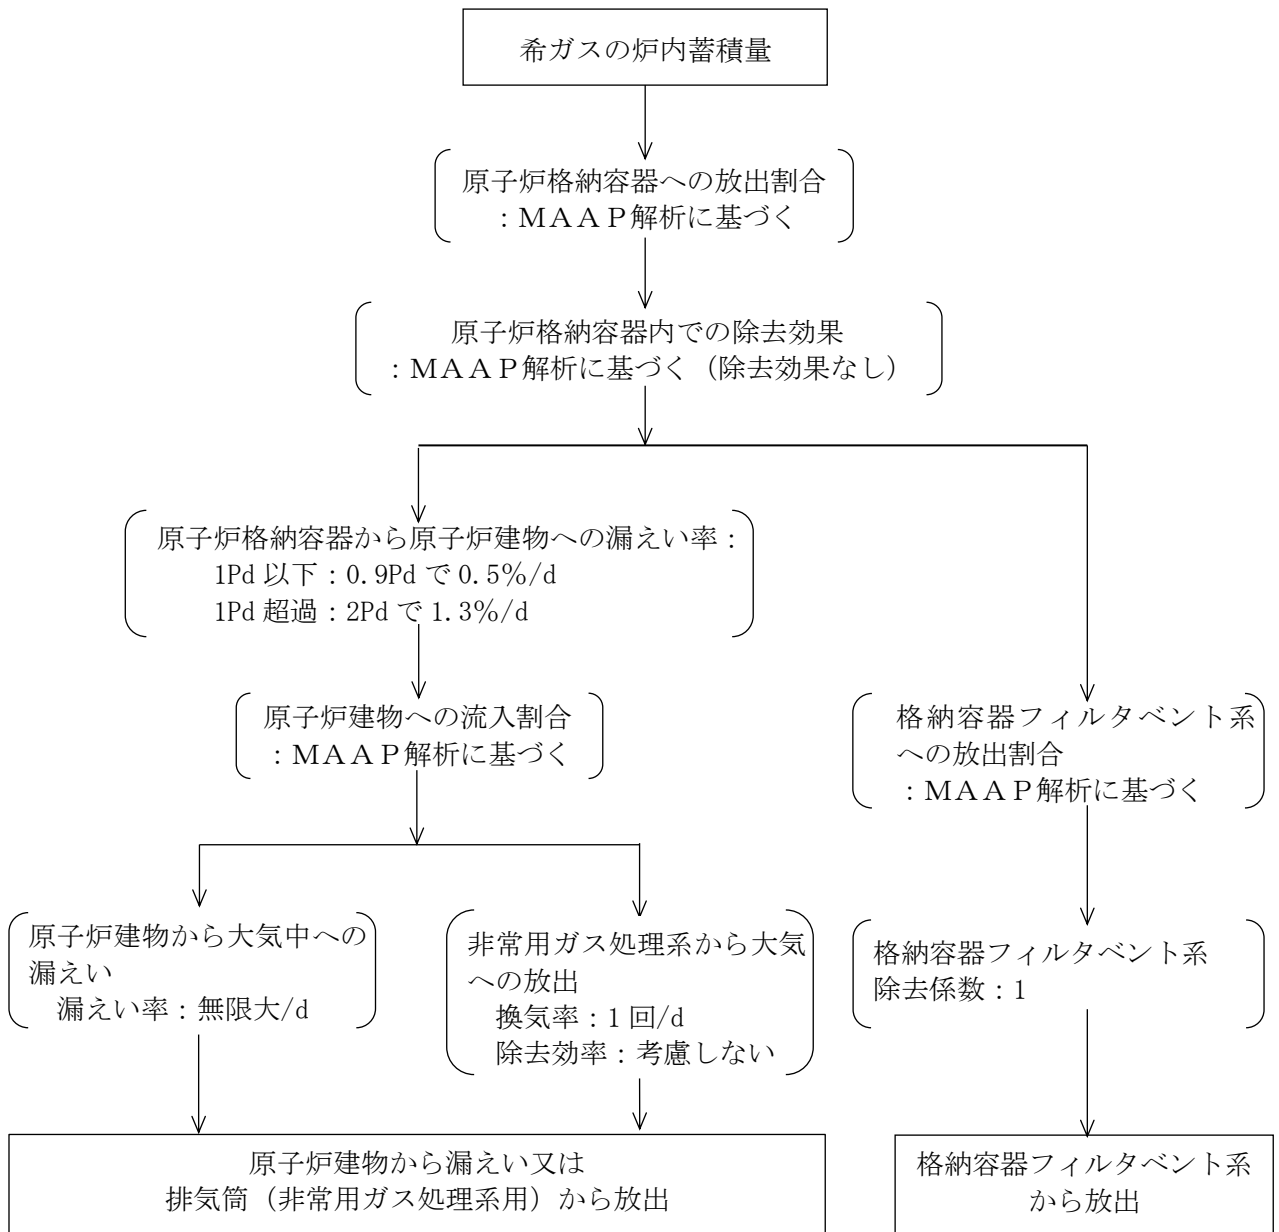 希ガスの炉内蓄積量
原子炉格納容器への放出割合
：ＭＡＡＰ解析に基づく
原子炉格納容器内での除去効果
：ＭＡＡＰ解析に基づく（除去効果なし）
原子炉格納容器から原子炉建物への漏えい率：
1Pd 以下：0.9Pd で 0.5%/d
1Pd 超過：2Pd で 1.3%/d
原子炉建物への流入割合
：ＭＡＡＰ解析に基づく
格納容器フィルタベント系
への放出割合
：ＭＡＡＰ解析に基づく
原子炉建物から大気中への
漏えい
漏えい率：無限大/d
非常用ガス処理系から大気
への放出
換気率：1 回/d
除去効率：考慮しない
格納容器フィルタベント系
除去係数：1
原子炉建物から漏えい又は
排気筒（非常用ガス処理系用）から放出
格納容器フィルタベント系
から放出